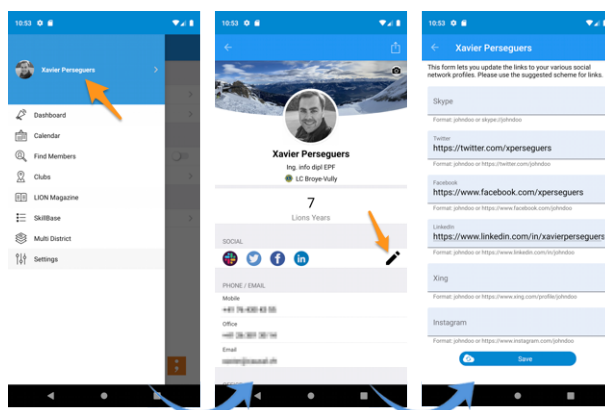 10:53
Xavier Perseguers
Dashboard
Calendar
Find Members
Clubs
LION Magazine
SkillBase
Multi District
Settings
10:53
Xavier Perseguers
Ing. info dipl EPF
LC Broye-Vully
7
Lions Years
SOCIAL
PHONE / EMAIL
Mobile
Office
Email
10:53
Xavier Perseguers
This form lets you update the links to your various social
network profiles. Please use the suggested scheme for links.
Skype
Format: johndoo or skype://johndoo
Twitter
https://twitter.com/xperseguers
Format: johndoo or https://twitter.com/johndoo
Facebook
https://www.facebook.com/xperseguers
Format: johndoo or https://www.facebook.com/johndoo
Linkedin
https://www.linkedin.com/in/xavierperseguers
Format: johndoo or https://www.linkedin.com/in/johndoo
Xing
Format: johndoo or https://www.xing.com/profile/johndoo
Instagram
Format: johndoo or https://www.instagram.com/johndoo
Save